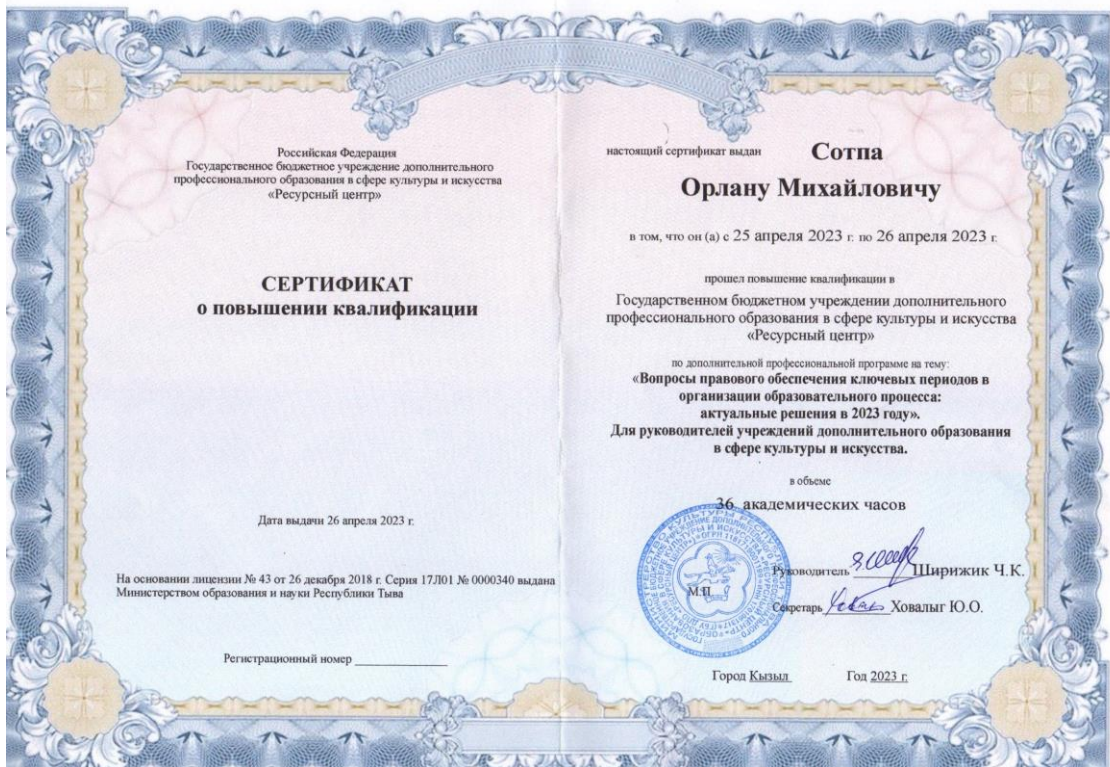 Российская Федерация
Государственное бюджетное учреждение дополнительного
профессионального образования в сфере культуры и искусства
«Ресурсный центр»
СЕРТИФИКАТ
о повышении квалификации
Дата выдачи 26 апреля 2023 г.
На основании лицензии № 43 от 26 декабря 2018 г. Серия 17Л01 № 0000340 выдана
Министерством образования и науки Республики Тыва
Регистрационный номер
настоящий сертификат выдан Сотпа
Орлану Михайловичу
в том, что он (а) с 25 апреля 2023 г. по 26 апреля 2023 г.
прошел повышение квалификации в
Государственном бюджетном учреждении дополнительного
профессионального образования в сфере культуры и искусства
«Ресурсный центр»
по дополнительной профессиональной программе на тему:
«Вопросы правового обеспечения ключевых периодов в
организации образовательного процесса:
актуальные решения в 2023 году».
Для руководителей учреждений дополнительного образования
в сфере культуры и искусства.
в объеме
36 академических часов
Руководитель Ширижик Ч.К.
М.П.
Секретарь Ховалыг Ю.О.
Город Кызыл Год 2023 г.